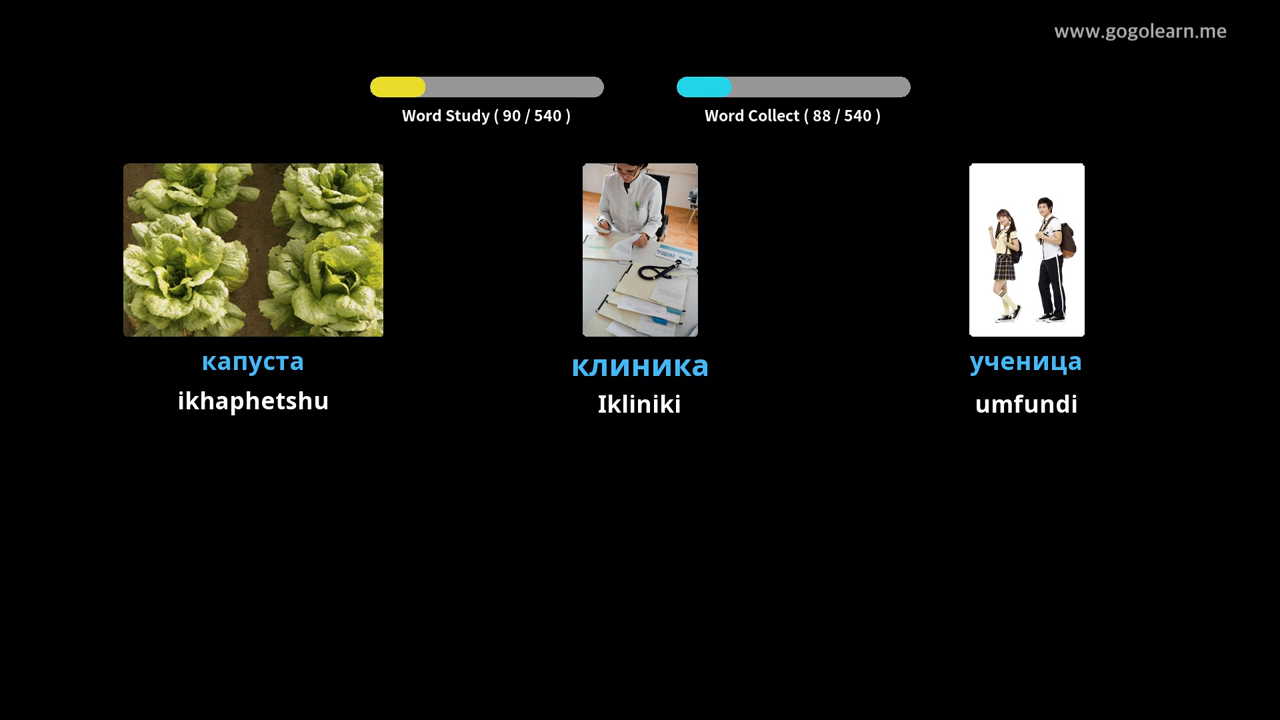 www.gogolearn.me
Word Study ( 90 / 540 )
Word Collect ( 88 / 540 )
капуста
клиника
ученица
ikhaphetshu
Ikliniki
umfundi